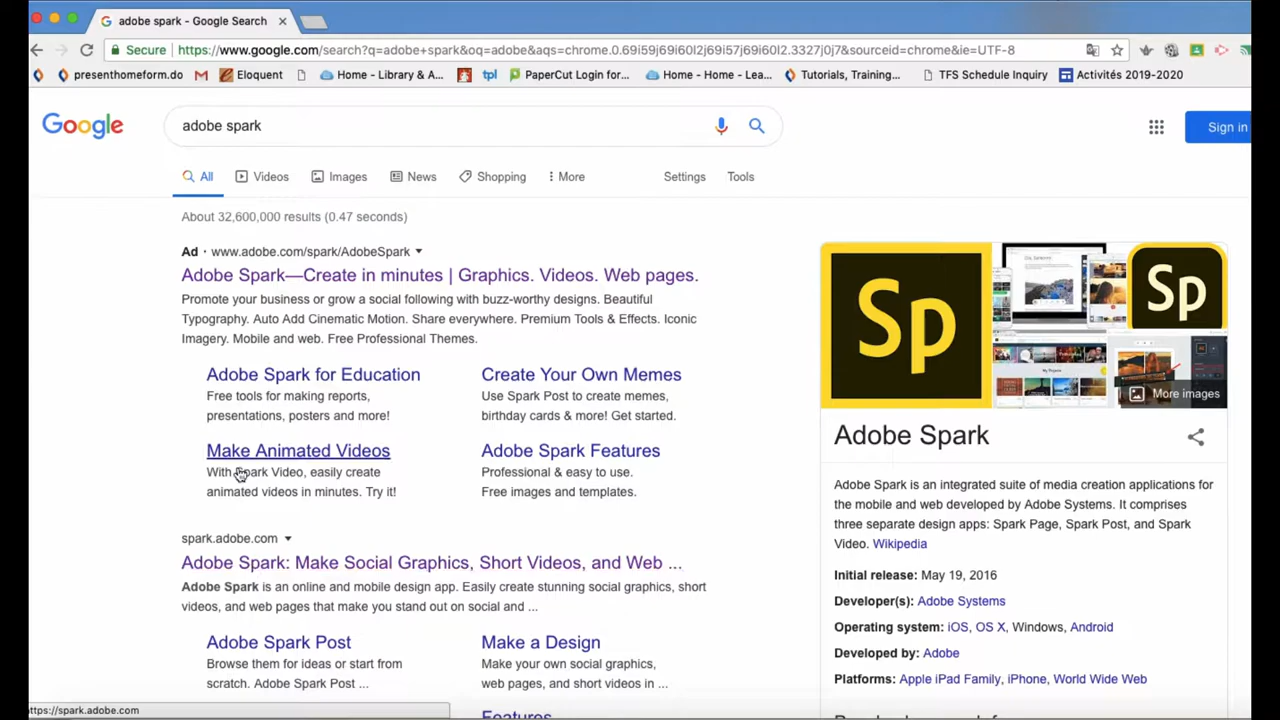 adobe spark - Google Search
Secure
https://www.google.com/search?q=adobe+spark&oq=adobe&aqs=chrome.0.69i59j69i60l2j69i57j69i60l2.3327j0j7&sourceid=chrome&ie=UTF-8
presenthomeform.do
Eloquent
Home - Library & A...
tpl
PaperCut Login for...
Home - Home - Lea...
Tutorials, Training...
TFS Schedule Inquiry
Activités 2019-2020
Google
adobe spark
Sign in
All
Videos
Images
News
Shopping
More
Settings
Tools
About 32,600,000 results (0.47 seconds)
Ad · www.adobe.com/spark/AdobeSpark
Adobe Spark—Create in minutes | Graphics. Videos. Web pages.
Promote your business or grow a social following with buzz-worthy designs. Beautiful
Typography. Auto Add Cinematic Motion. Share everywhere. Premium Tools & Effects. Iconic
Imagery. Mobile and web. Free Professional Themes.
Adobe Spark for Education
Free tools for making reports,
presentations, posters and more!
Create Your Own Memes
Use Spark Post to create memes,
birthday cards & more! Get started.
Make Animated Videos
With Spark Video, easily create
animated videos in minutes. Try it!
Adobe Spark Features
Professional & easy to use.
Free images and templates.
spark.adobe.com
Adobe Spark: Make Social Graphics, Short Videos, and Web ...
Adobe Spark is an online and mobile design app. Easily create stunning social graphics, short
videos, and web pages that make you stand out on social and ...
Adobe Spark Post
Browse them for ideas or start from
scratch. Adobe Spark Post ...
Make a Design
Make your own social graphics,
web pages, and short videos in ...
Features
Sp
Sp
More images
Adobe Spark
Adobe Spark is an integrated suite of media creation applications for
the mobile and web developed by Adobe Systems. It comprises
three separate design apps: Spark Page, Spark Post, and Spark
Video. Wikipedia
Initial release: May 19, 2016
Developer(s): Adobe Systems
Operating system: iOS, OS X, Windows, Android
Developed by: Adobe
Platforms: Apple iPad Family, iPhone, World Wide Web
ttps://spark.adobe.com